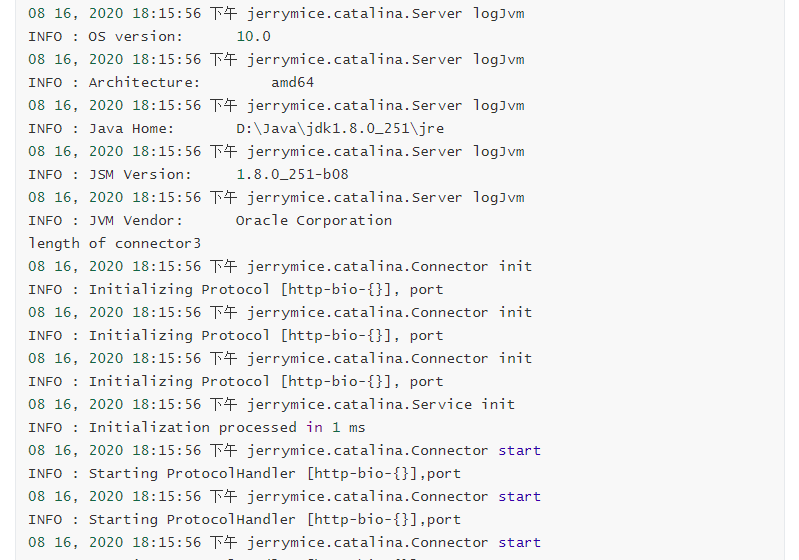 08 16, 2020 18:15:56 下午 jerrymice.catalina.Server logJvm
INFO : OS version:      10.0
08 16, 2020 18:15:56 下午 jerrymice.catalina.Server logJvm
INFO : Architecture:        amd64
08 16, 2020 18:15:56 下午 jerrymice.catalina.Server logJvm
INFO : Java Home:       D:\Java\jdk1.8.0_251\jre
08 16, 2020 18:15:56 下午 jerrymice.catalina.Server logJvm
INFO : JSM Version:     1.8.0_251-b08
08 16, 2020 18:15:56 下午 jerrymice.catalina.Server logJvm
INFO : JVM Vendor:      Oracle Corporation
length of connector3
08 16, 2020 18:15:56 下午 jerrymice.catalina.Connector init
INFO : Initializing Protocol [http-bio-{}], port
08 16, 2020 18:15:56 下午 jerrymice.catalina.Connector init
INFO : Initializing Protocol [http-bio-{}], port
08 16, 2020 18:15:56 下午 jerrymice.catalina.Connector init
INFO : Initializing Protocol [http-bio-{}], port
08 16, 2020 18:15:56 下午 jerrymice.catalina.Service init
INFO : Initialization processed in 1 ms
08 16, 2020 18:15:56 下午 jerrymice.catalina.Connector start
INFO : Starting ProtocolHandler [http-bio-{}],port
08 16, 2020 18:15:56 下午 jerrymice.catalina.Connector start
INFO : Starting ProtocolHandler [http-bio-{}],port
08 16, 2020 18:15:56 下午 jerrymice.catalina.Connector start